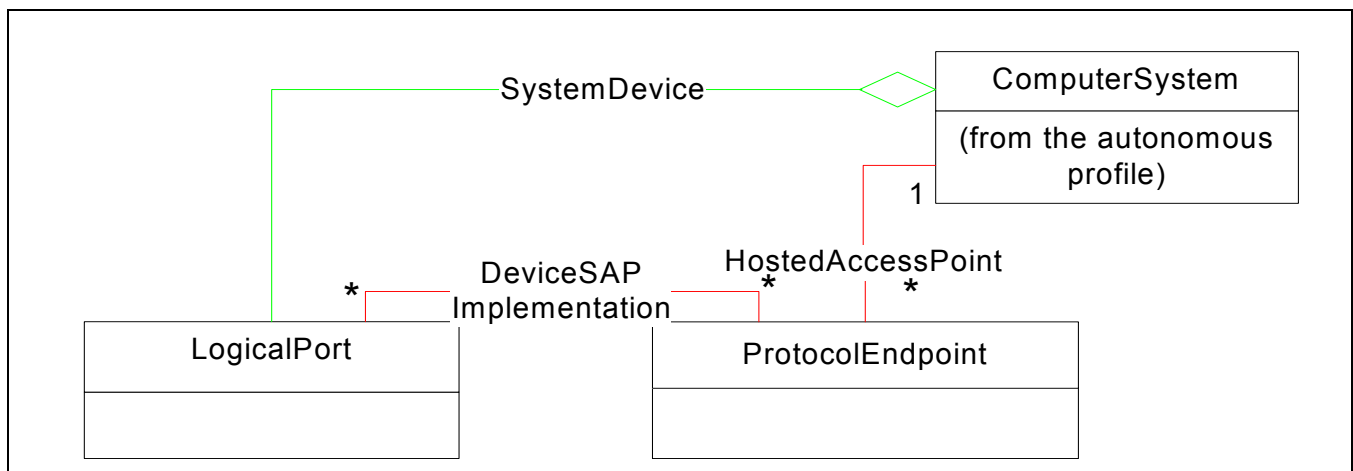 SystemDevice
ComputerSystem
(from the autonomous
profile)
1
HostedAccessPoint
*
DeviceSAP
Implementation
*
*
LogicalPort
ProtocolEndpoint